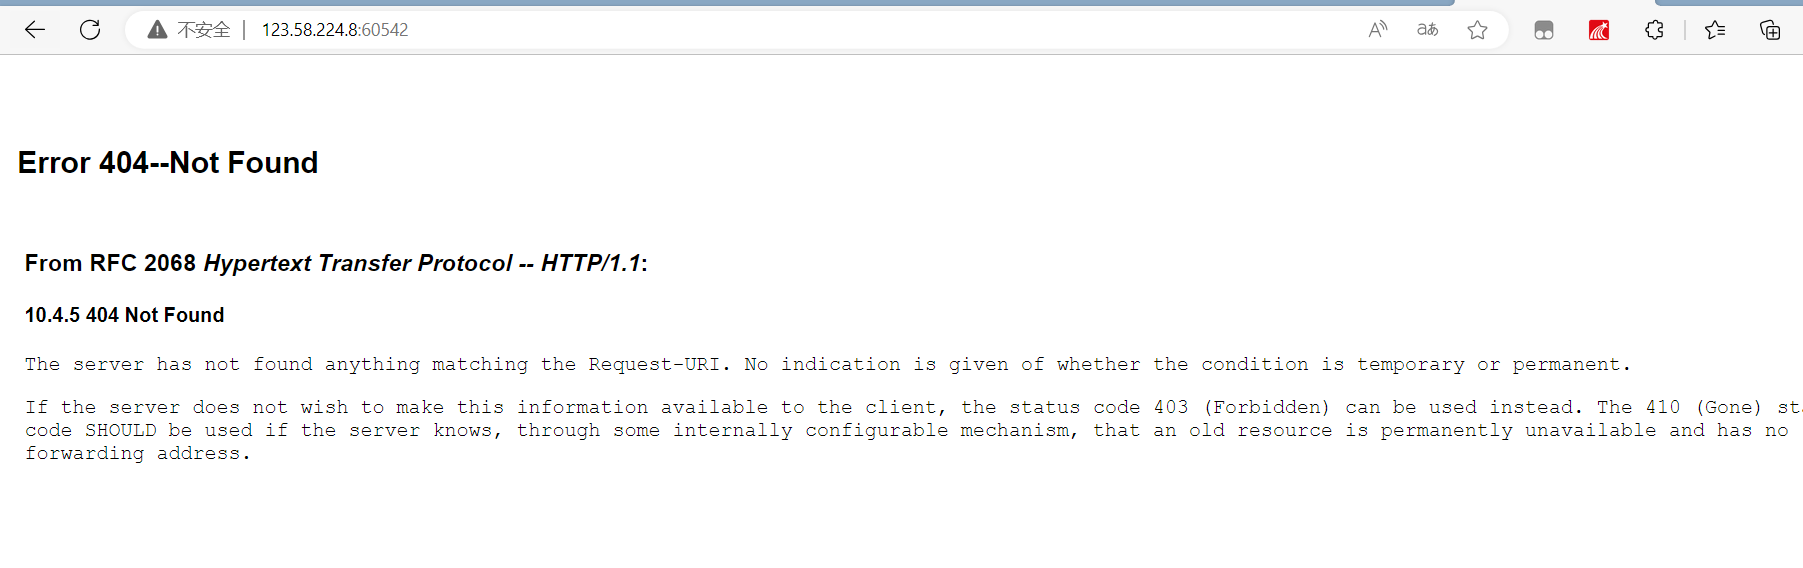 不安全 | 123.58.224.8:60542
Error 404--Not Found
From RFC 2068 Hypertext Transfer Protocol -- HTTP/1.1:
10.4.5 404 Not Found
The server has not found anything matching the Request-URI. No indication is given of whether the condition is temporary or permanent.
If the server does not wish to make this information available to the client, the status code 403 (Forbidden) can be used instead. The 410 (Gone)
code SHOULD be used if the server knows, through some internally configurable mechanism, that an old resource is permanently unavailable and has no
forwarding address.